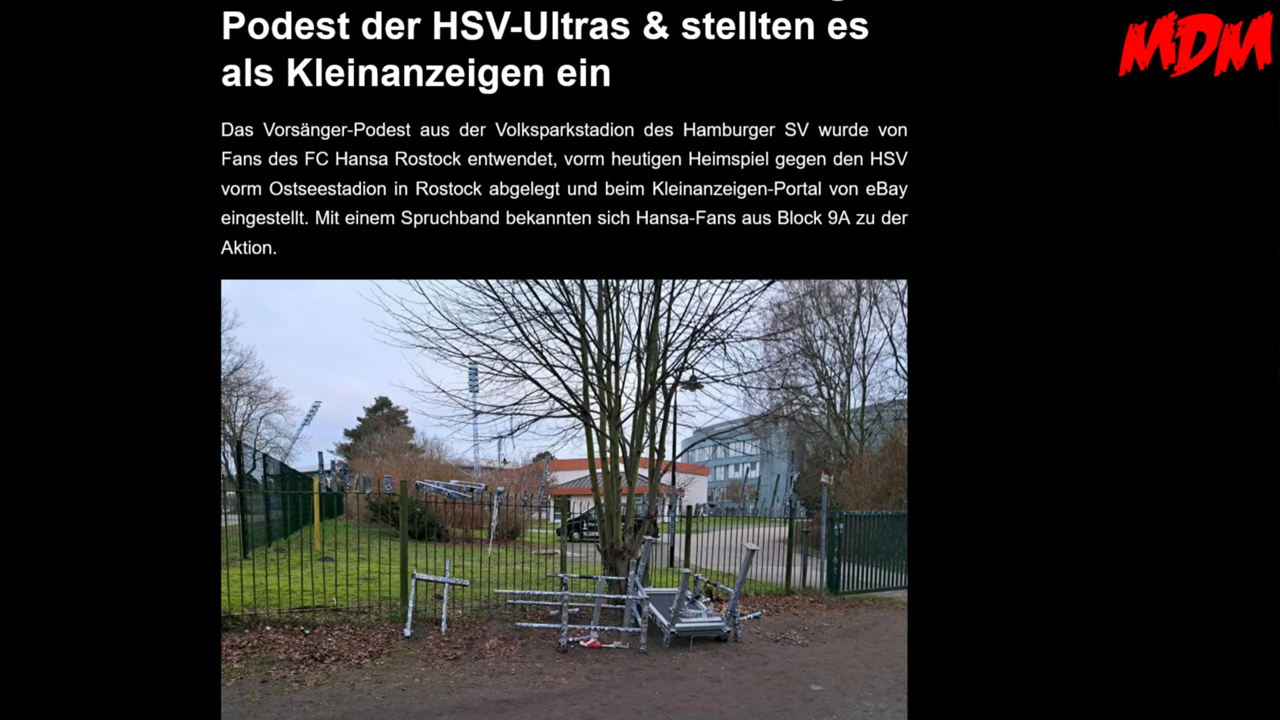 Podest der HSV-Ultras & stellten es
als Kleinanzeigen ein
MDM
Das Vorsänger-Podest aus der Volksparkstadion des Hamburger SV wurde von
Fans des FC Hansa Rostock entwendet, vorm heutigen Heimspiel gegen den HSV
vorm Ostseestadion in Rostock abgelegt und beim Kleinanzeigen-Portal von eBay
eingestellt. Mit einem Spruchband bekannten sich Hansa-Fans aus Block 9A zu der
Aktion.